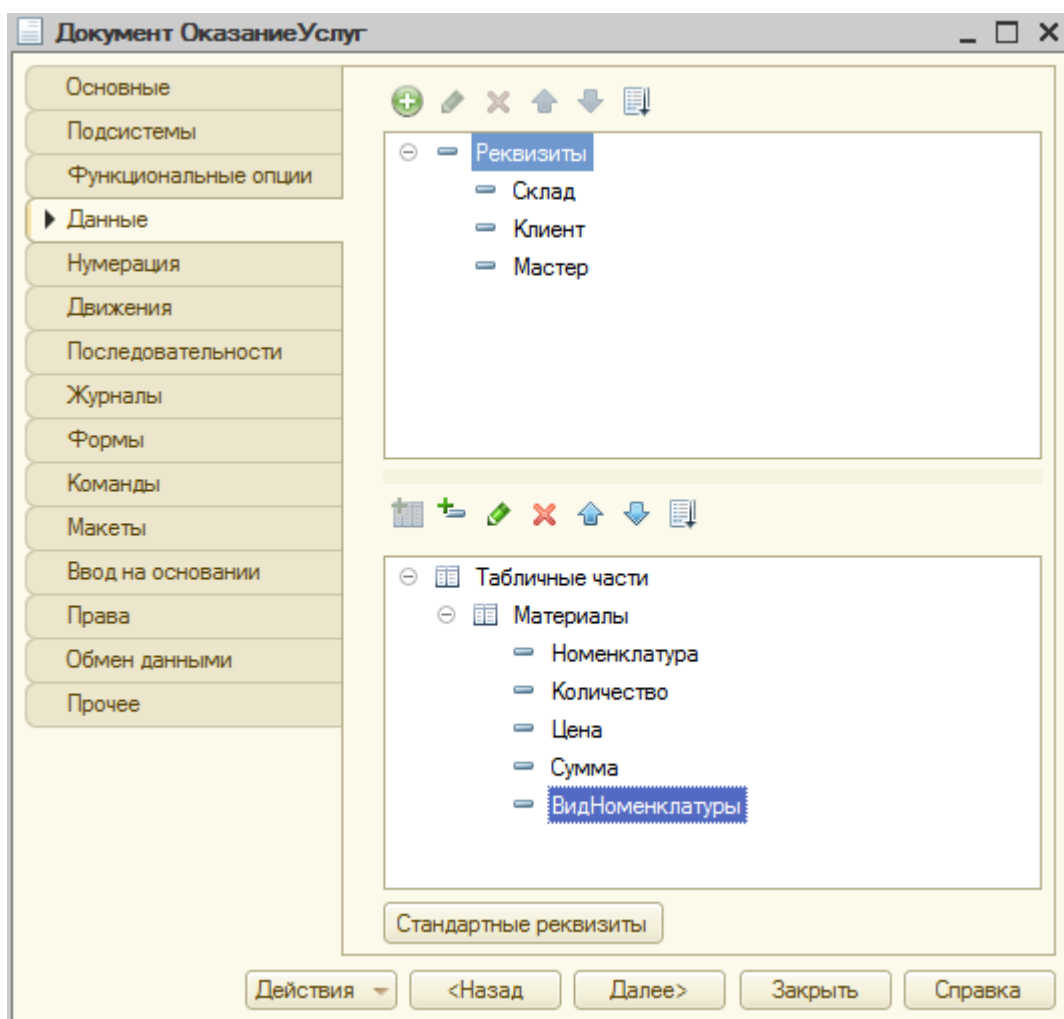 Документ ОказаниеУслуг
Основные
Подсистемы
Функциональные опции
Данные
Нумерация
Движения
Последовательности
Журналы
Формы
Команды
Макеты
Ввод на основании
Права
Обмен данными
Прочее
Реквизиты
Склад
Клиент
Мастер
Табличные части
Материалы
Номенклатура
Количество
Цена
Сумма
ВидНоменклатуры
Стандартные реквизиты
Действия <Назад Далее> Закрыть Справка